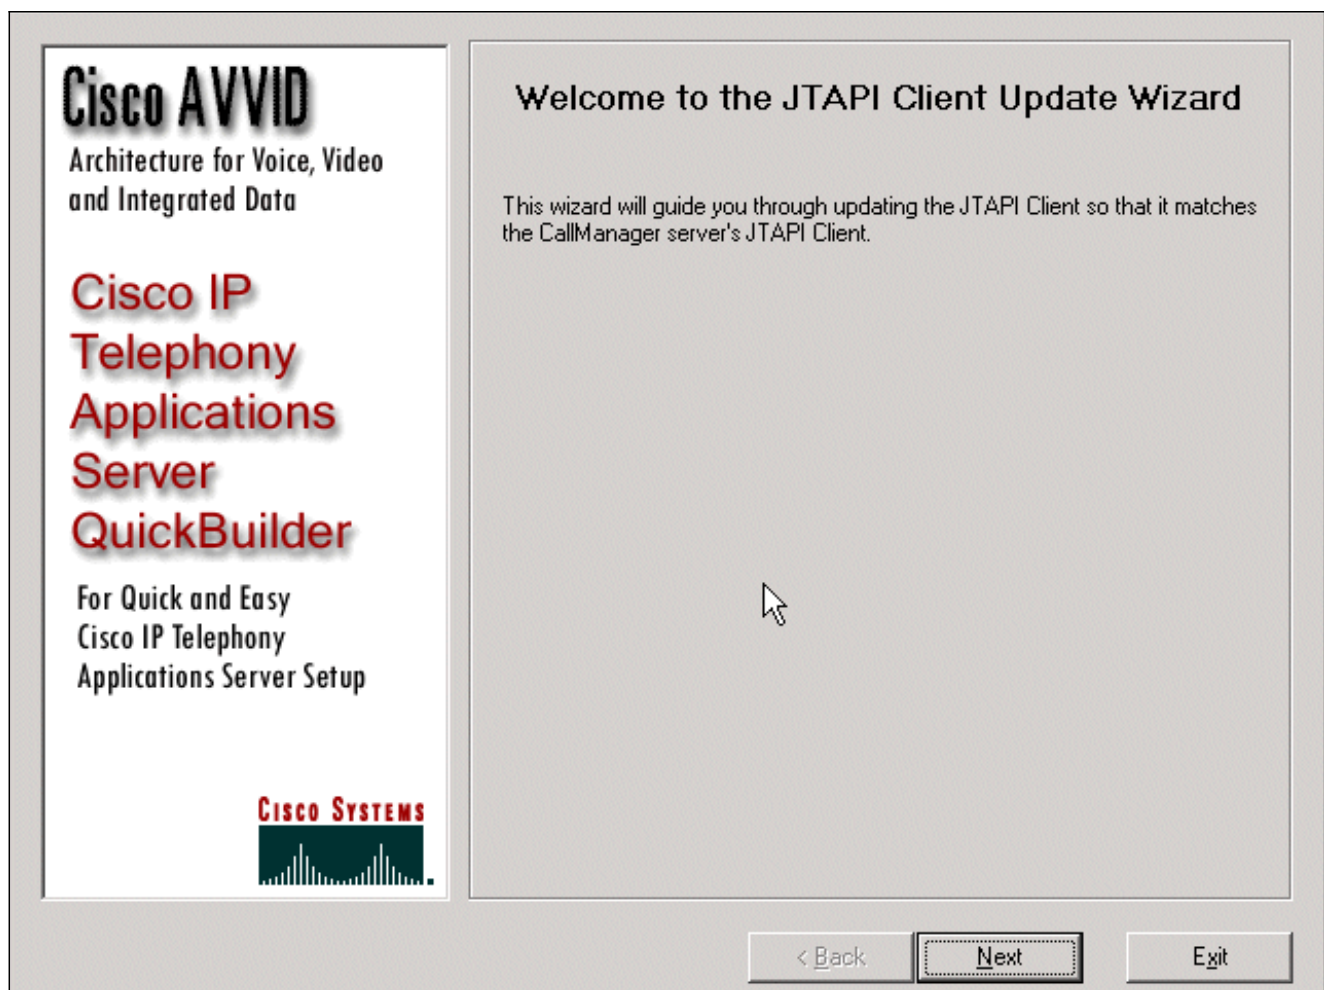 Cisco AVVID
Architecture for Voice, Video
and Integrated Data
Cisco IP
Telephony
Applications
Server
QuickBuilder
For Quick and Easy
Cisco IP Telephony
Applications Server Setup
CISCO SYSTEMS
Welcome to the JTAPI Client Update Wizard
This wizard will guide you through updating the JTAPI Client so that it matches
the CallManager server's JTAPI Client.
< Back
Next
Exit